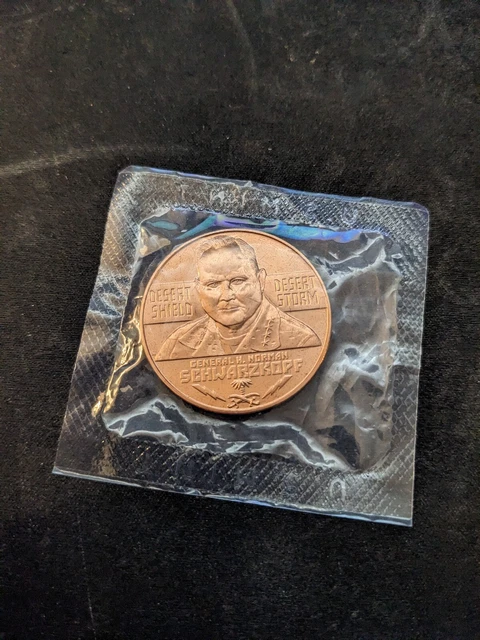 DESERT
SHIELD
DESERT
STORM
GENERAL H. NORMAN
SCHWARZKOPF